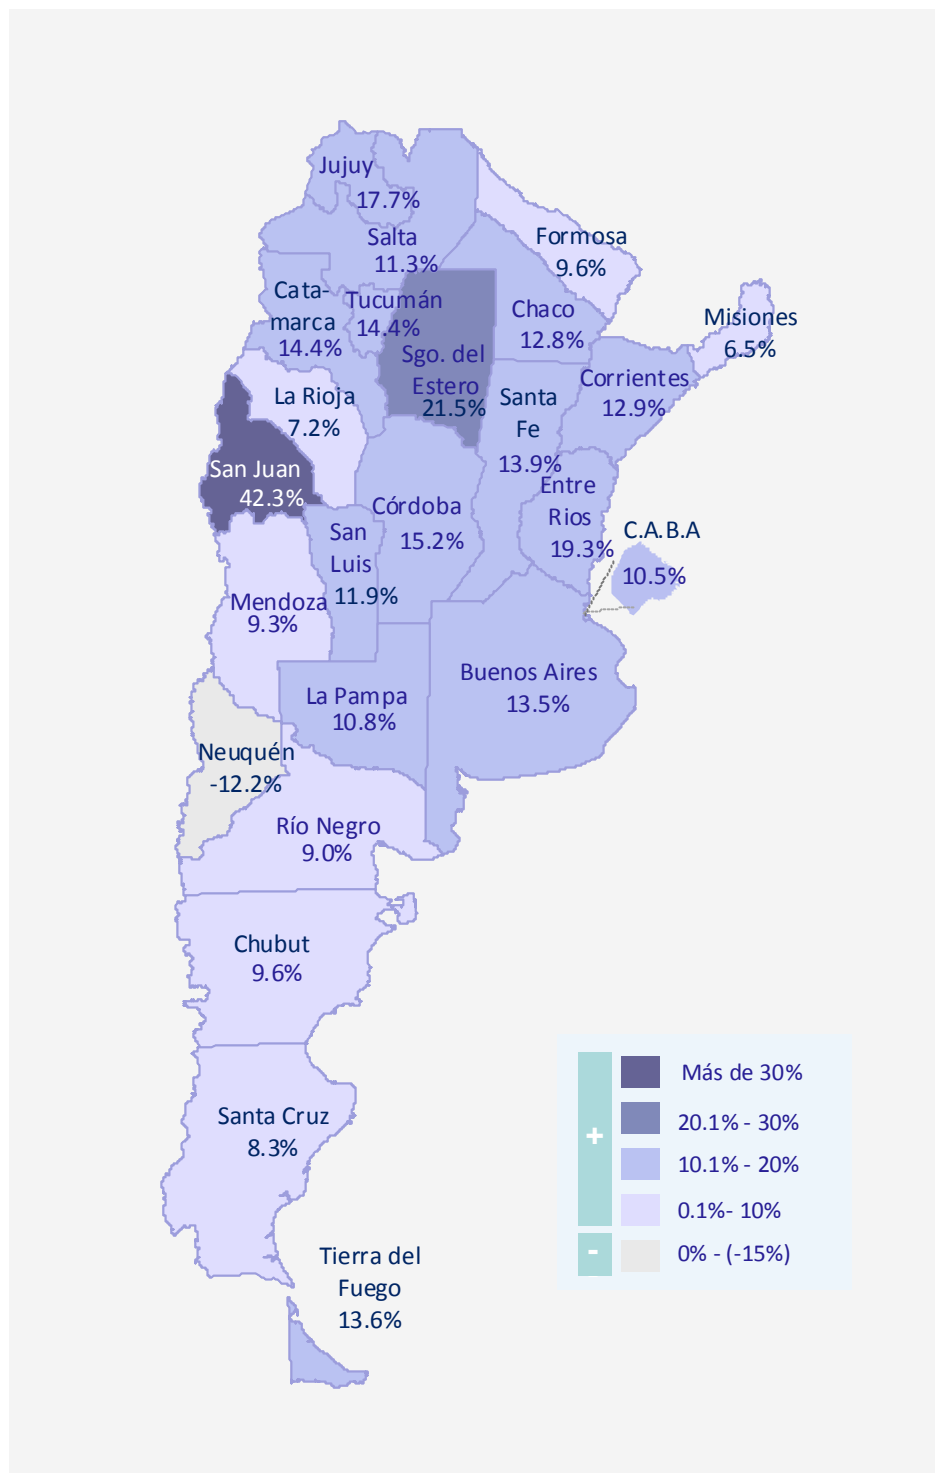 Jujuy
17.7%
Salta
11.3%
Formosa
9.6%
Cata-
marca
14.4%
Tucumán
14.4%
Sgo. del
Estero
21.5%
Chaco
12.8%
Misiones
6.5%
Corrientes
12.9%
Santa
Fe
13.9%
La Rioja
7.2%
San Juan
42.3%
Córdoba
15.2%
Entre
Rios
19.3%
C.A.B.A
10.5%
San
Luis
11.9%
Mendoza
9.3%
Buenos Aires
13.5%
La Pampa
10.8%
Neuquén
-12.2%
Río Negro
9.0%
Chubut
9.6%
Santa Cruz
8.3%
Tierra del
Fuego
13.6%
+
Más de 30%
20.1% - 30%
10.1% - 20%
0.1%- 10%
-
0% - (-15%)